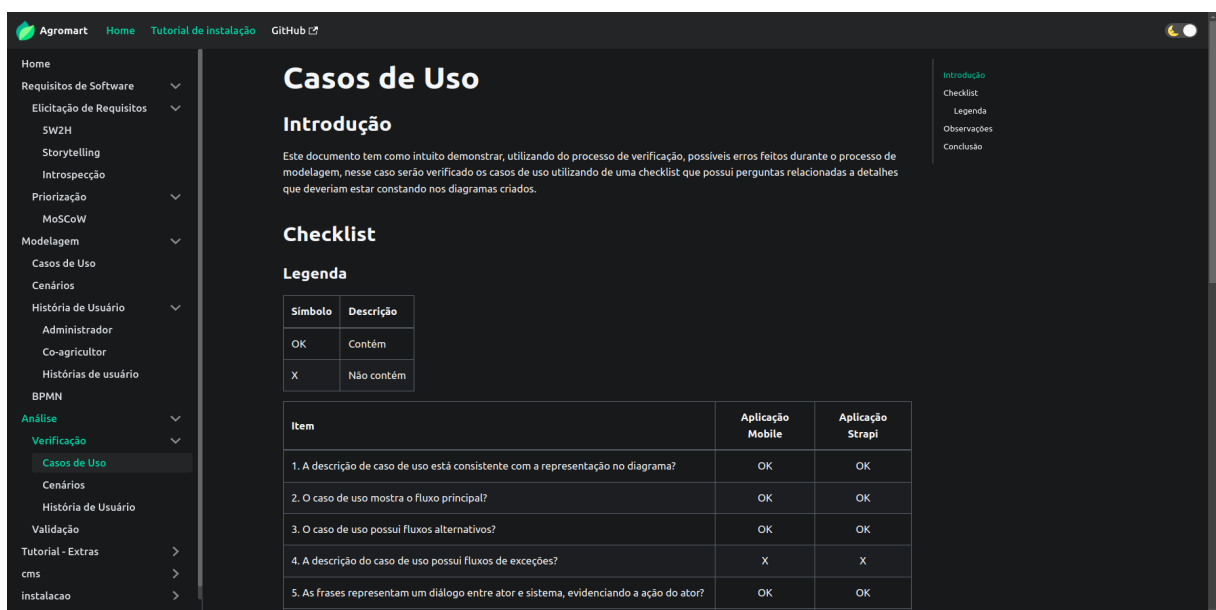 Agromart Home Tutorial de instalação GitHub
Home
Requisitos de Software
Elicitação de Requisitos
5W2H
Storytelling
Introspecção
Priorização
MoSCoW
Modelagem
Casos de Uso
Cenários
História de Usuário
Administrador
Co-agricultor
Histórias de usuário
BPMN
Análise
Verificação
Casos de Uso
Cenários
História de Usuário
Validação
Tutorial - Extras
cms
instalacao
Casos de Uso
Introdução
Este documento tem como intuito demonstrar, utilizando do processo de verificação, possíveis erros feitos durante o processo de
modelagem, nesse caso serão verificado os casos de uso utilizando de uma checklist que possui perguntas relacionadas a detalhes
que deveriam estar constando nos diagramas criados.
Checklist
Legenda
Símbolo Descrição
OK Contém
X Não contém
Item Aplicação Mobile Aplicação Strapi
1. A descrição de caso de uso está consistente com a representação no diagrama? OK OK
2. O caso de uso mostra o fluxo principal? OK OK
3. O caso de uso possui fluxos alternativos? OK OK
4. A descrição do caso de uso possui fluxos de exceções? X X
5. As frases representam um diálogo entre ator e sistema, evidenciando a ação do ator? OK OK
Introdução
Checklist
Legenda
Observações
Conclusão